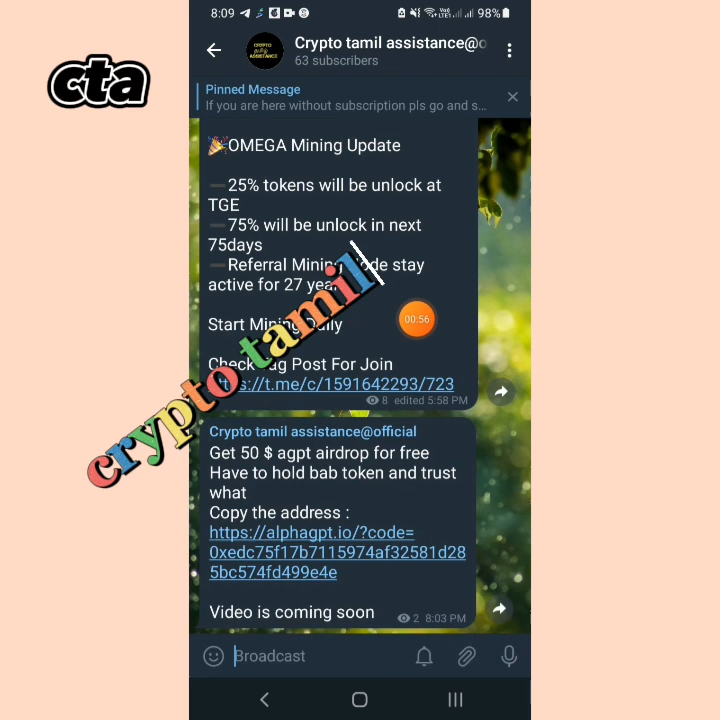 cta
8:09 98%
Crypto tamil assistance@o
63 subscribers
Pinned Message
If you are here without subscription pls go and s...
🎉OMEGA Mining Update
➖25% tokens will be unlock at
TGE
➖75% will be unlock in next
75days
➖Referral Mining stay
active for 27
Start Mining Daily
Check Post For Join
https://t.me/c/1591642293/723
8 edited 5:58 PM
00:56
crypto tamil
Crypto tamil assistance@official
Get 50 $ agpt airdrop for free
Have to hold bab token and trust
what
Copy the address :
https://alphagpt.io/?code=
0xedc75f17b7115974af32581d28
5bc574fd499e4e
Video is coming soon
2 8:03 PM
Broadcast